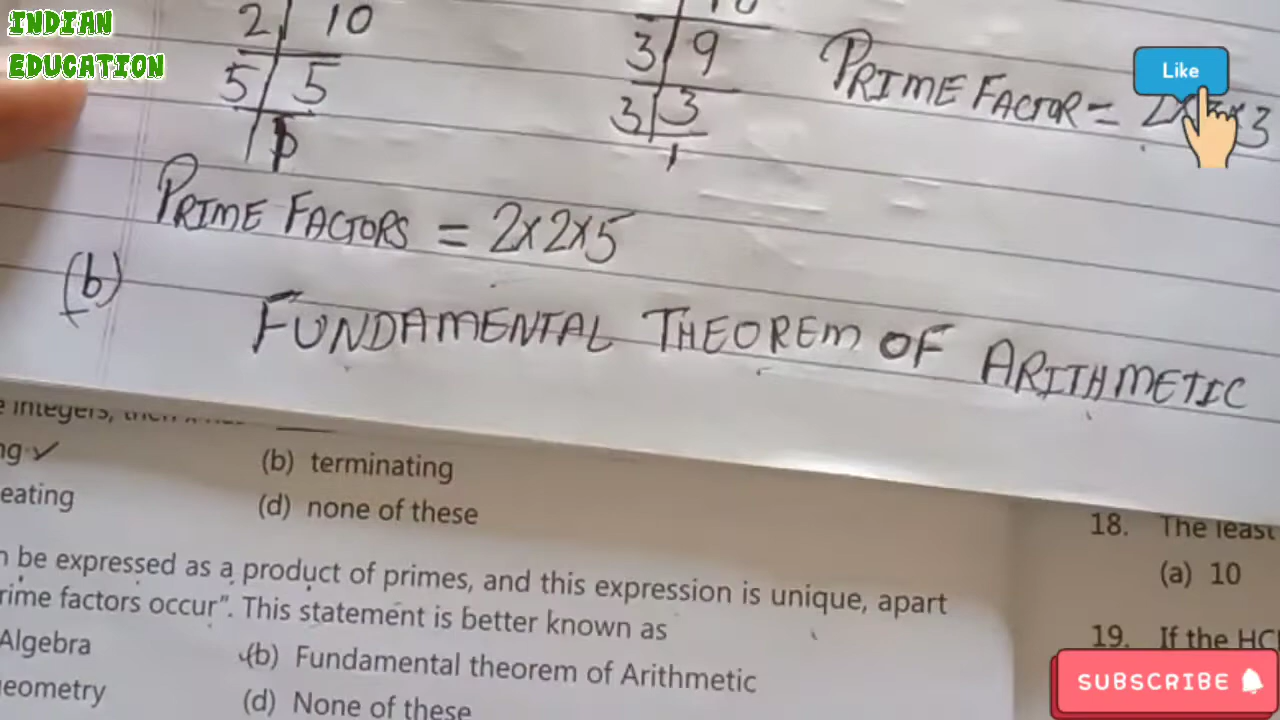 INDIAN
EDUCATION
2 10
5 5
3 9
3 3
1
PRIME FACTOR = 3
Like
PRIME FACTORS = 2x2x5
(b)
FUNDAMENTAL THEOREM OF ARITHMETIC
integers,
(b) terminating
eating
(d) none of these
be expressed as a product of primes, and this expression is unique, apart
rime factors occur". This statement is better known as
Algebra
(b) Fundamental theorem of Arithmetic
eometry
(d) None of these
18. The least
(a) 10
19. If the HC
SUBSCRIBE